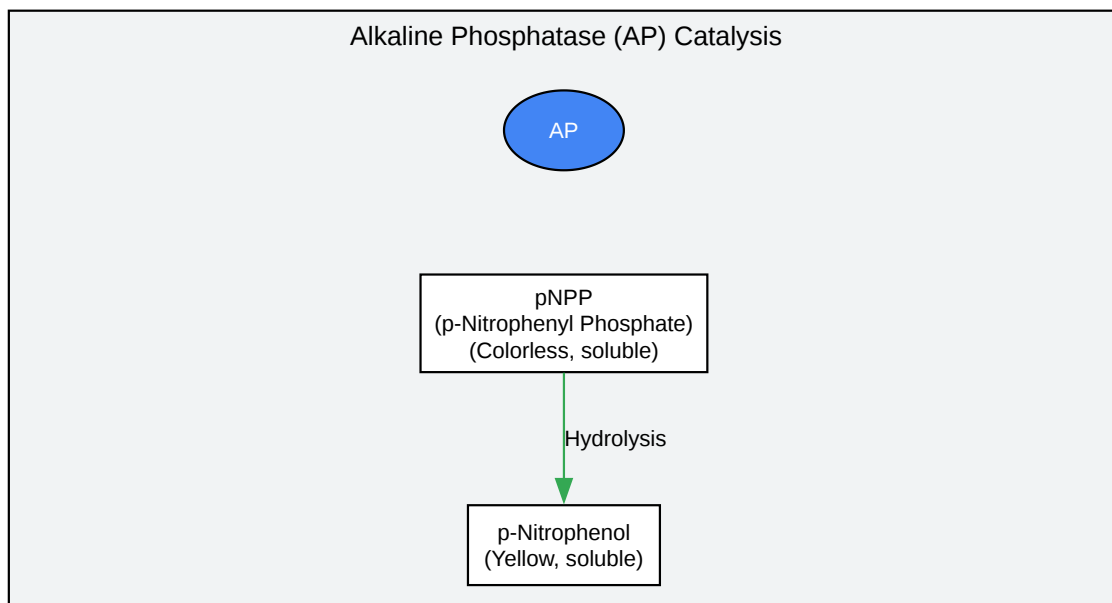 Alkaline Phosphatase (AP) Catalysis
AP
pNPP
(p-Nitrophenyl Phosphate)
(Colorless, soluble)
Hydrolysis
p-Nitrophenol
(Yellow, soluble)